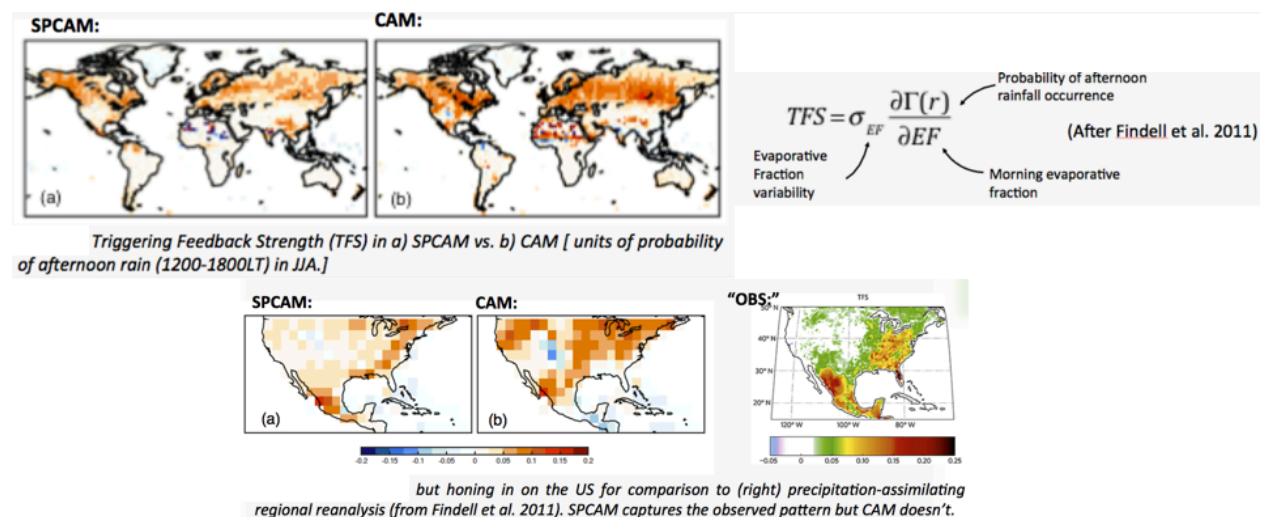 SPCAM:
CAM:
(a)
(b)
TFS = σ_EF ∂Γ(r)/∂EF
Probability of afternoon
rainfall occurrence
(After Findell et al. 2011)
Evaporative
Fraction
variability
Morning evaporative
fraction
Triggering Feedback Strength (TFS) in a) SPCAM vs. b) CAM [ units of probability
of afternoon rain (1200-1800LT) in JJA.]
SPCAM:
CAM:
"OBS:"
TFS
(a)
(b)
50°N
40°N
30°N
20°N
120°W
100°W
80°W
-0.2
-0.15
-0.1
-0.05
0
0.05
0.1
0.15
0.2
-0.05
0
0.05
0.10
0.15
0.20
0.25
but honing in on the US for comparison to (right) precipitation-assimilating
regional reanalysis (from Findell et al. 2011). SPCAM captures the observed pattern but CAM doesn't.